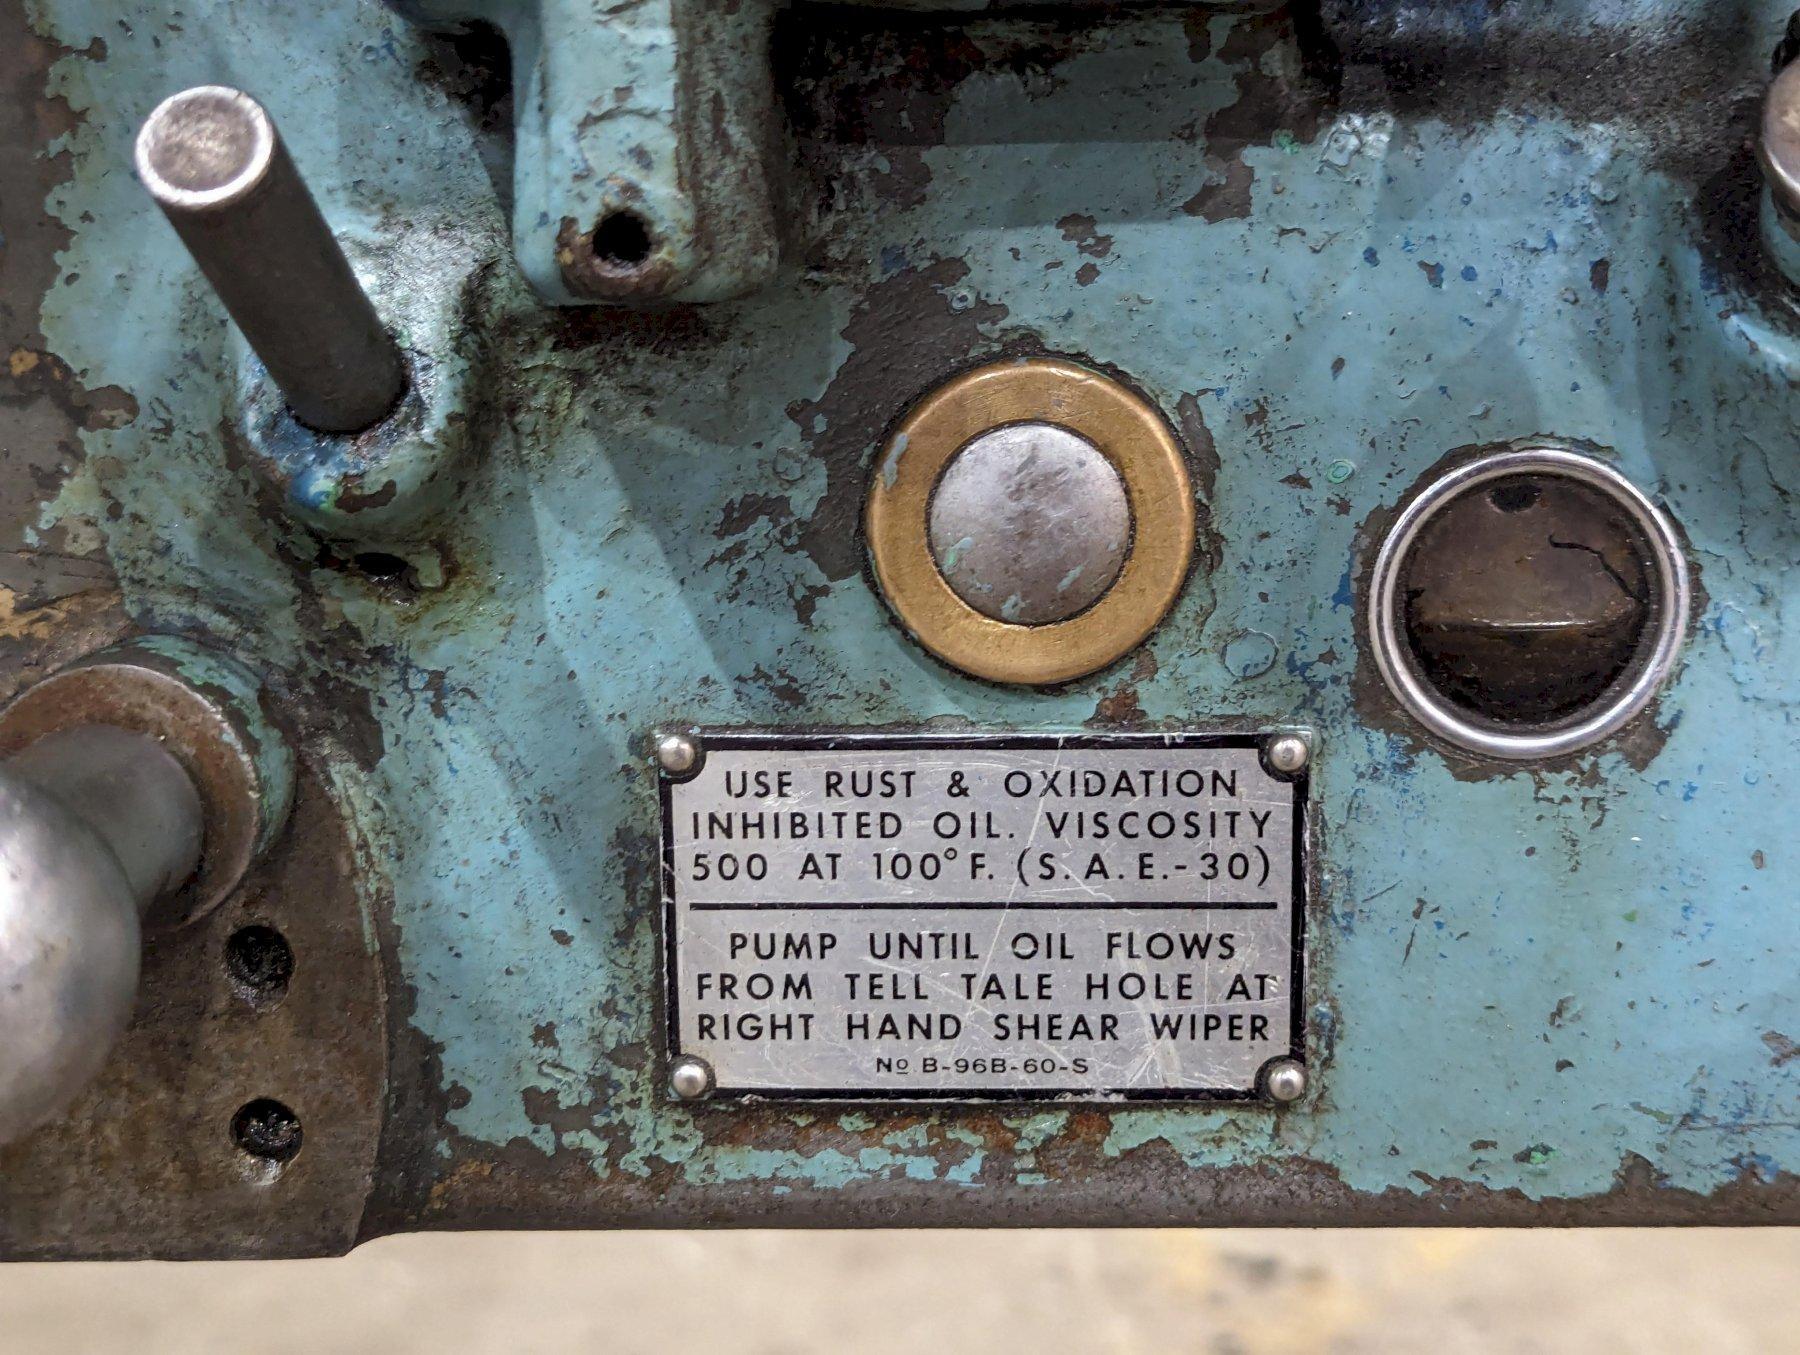 USE RUST & OXIDATION
INHIBITED OIL. VISCOSITY
500 AT 100°F. (S.A.E.-30)
PUMP UNTIL OIL FLOWS
FROM TELL TALE HOLE AT
RIGHT HAND SHEAR WIPER
Nº B-96B-60-S